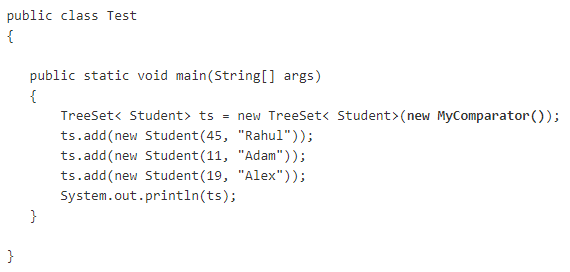 public class Test
{
public static void main(String[] args)
{
TreeSet< Student> ts = new TreeSet< Student>(new MyComparator());
ts.add(new Student(45, "Rahul"));
ts.add(new Student(11, "Adam"));
ts.add(new Student(19, "Alex"));
System.out.println(ts);
}
}